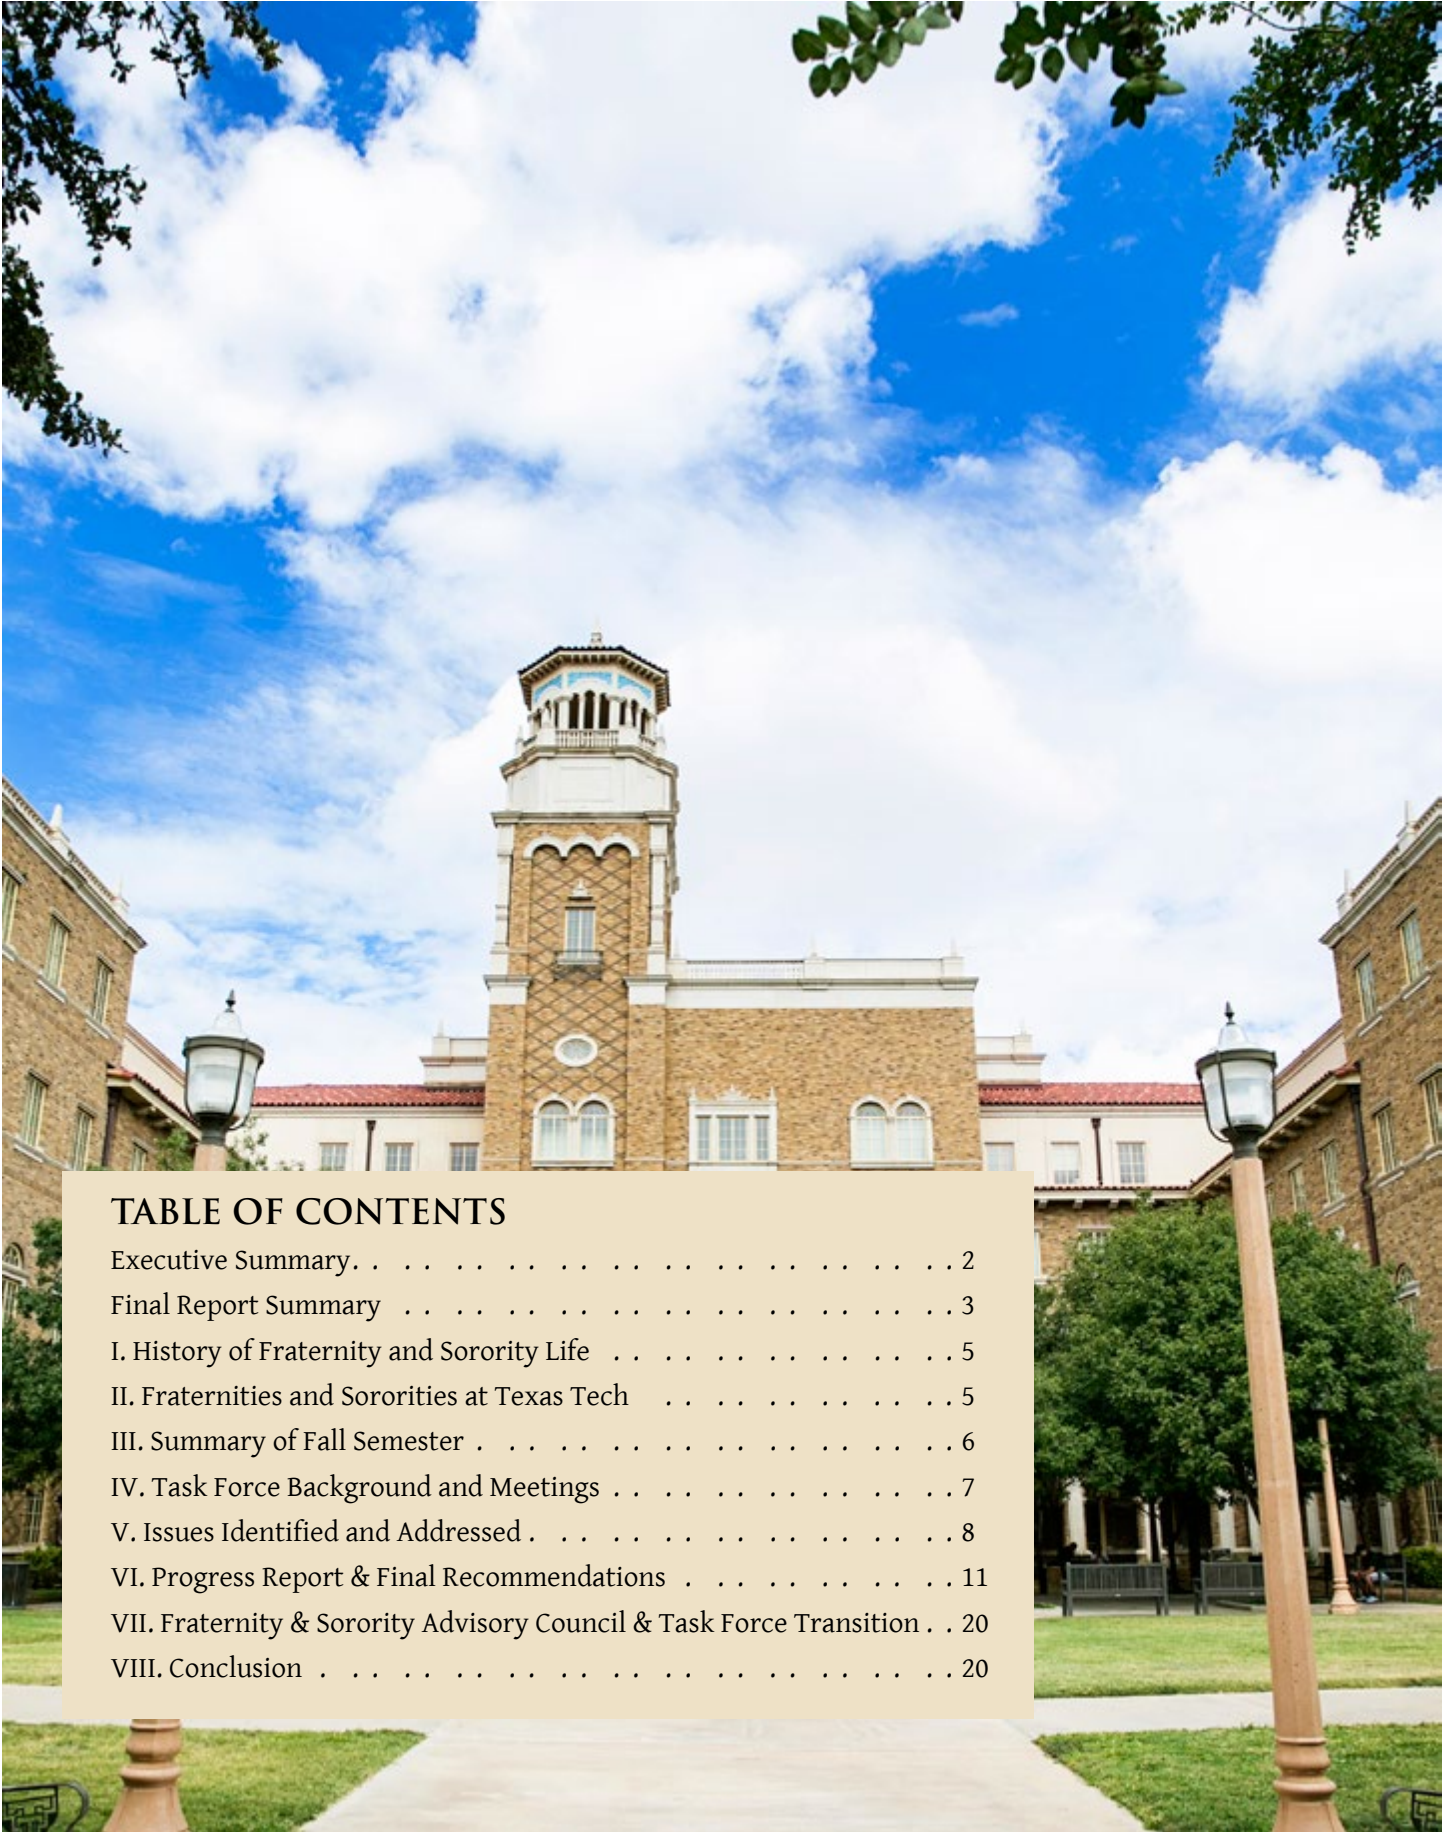 TABLE OF CONTENTS
Executive Summary. . . . . . . . . . . . . . . . . . . . . . . . . 2
Final Report Summary . . . . . . . . . . . . . . . . . . . . . . . 3
I. History of Fraternity and Sorority Life . . . . . . . . . . . . . . 5
II. Fraternities and Sororities at Texas Tech . . . . . . . . . . . . 5
III. Summary of Fall Semester . . . . . . . . . . . . . . . . . . . 6
IV. Task Force Background and Meetings . . . . . . . . . . . . . . 7
V. Issues Identified and Addressed . . . . . . . . . . . . . . . . . 8
VI. Progress Report & Final Recommendations . . . . . . . . . . . 11
VII. Fraternity & Sorority Advisory Council & Task Force Transition . . 20
VIII. Conclusion . . . . . . . . . . . . . . . . . . . . . . . . . 20